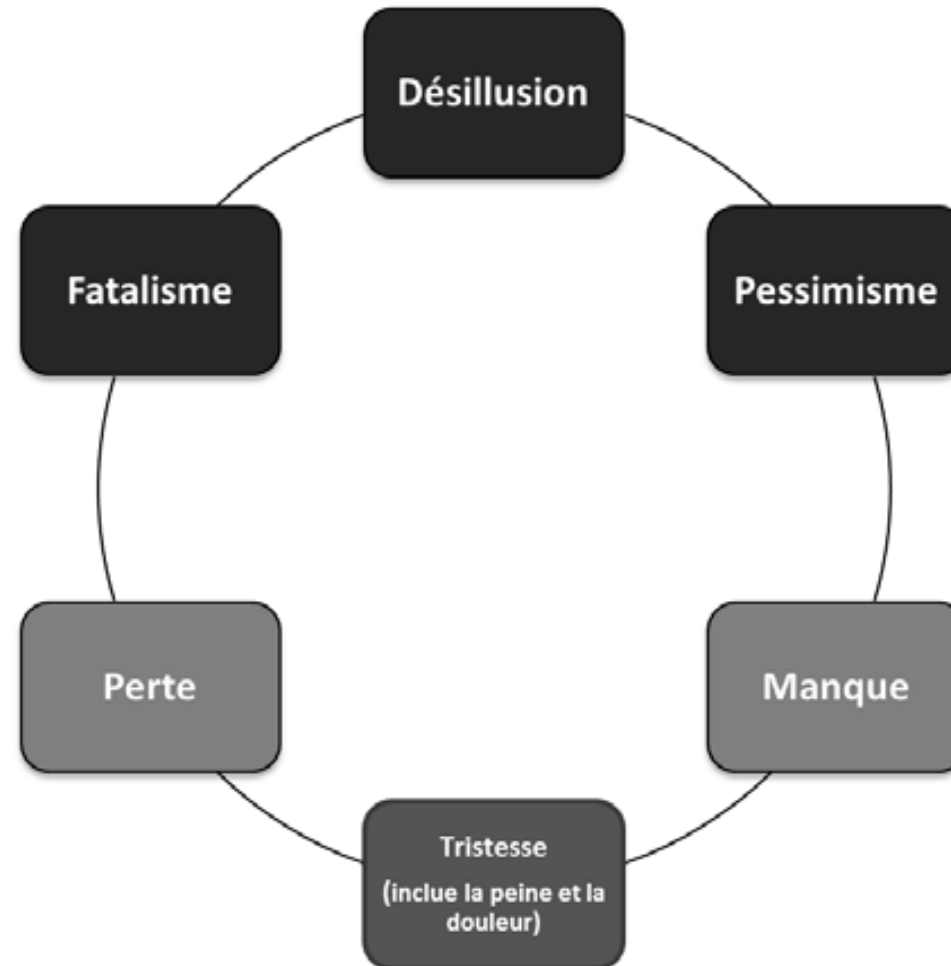 Désillusion
Fatalisme
Pessimisme
Perte
Manque
Tristesse
(inclue la peine et la
douleur)